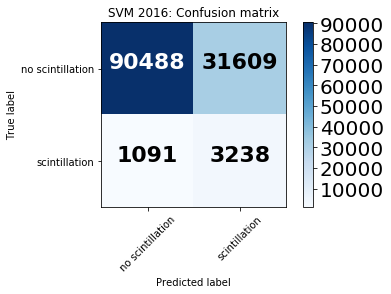 SVM 2016: Confusion matrix
True label
no scintillation
90488 31609
scintillation
1091 3238
no scintillation
scintillation
Predicted label
90000
80000
70000
60000
50000
40000
30000
20000
10000